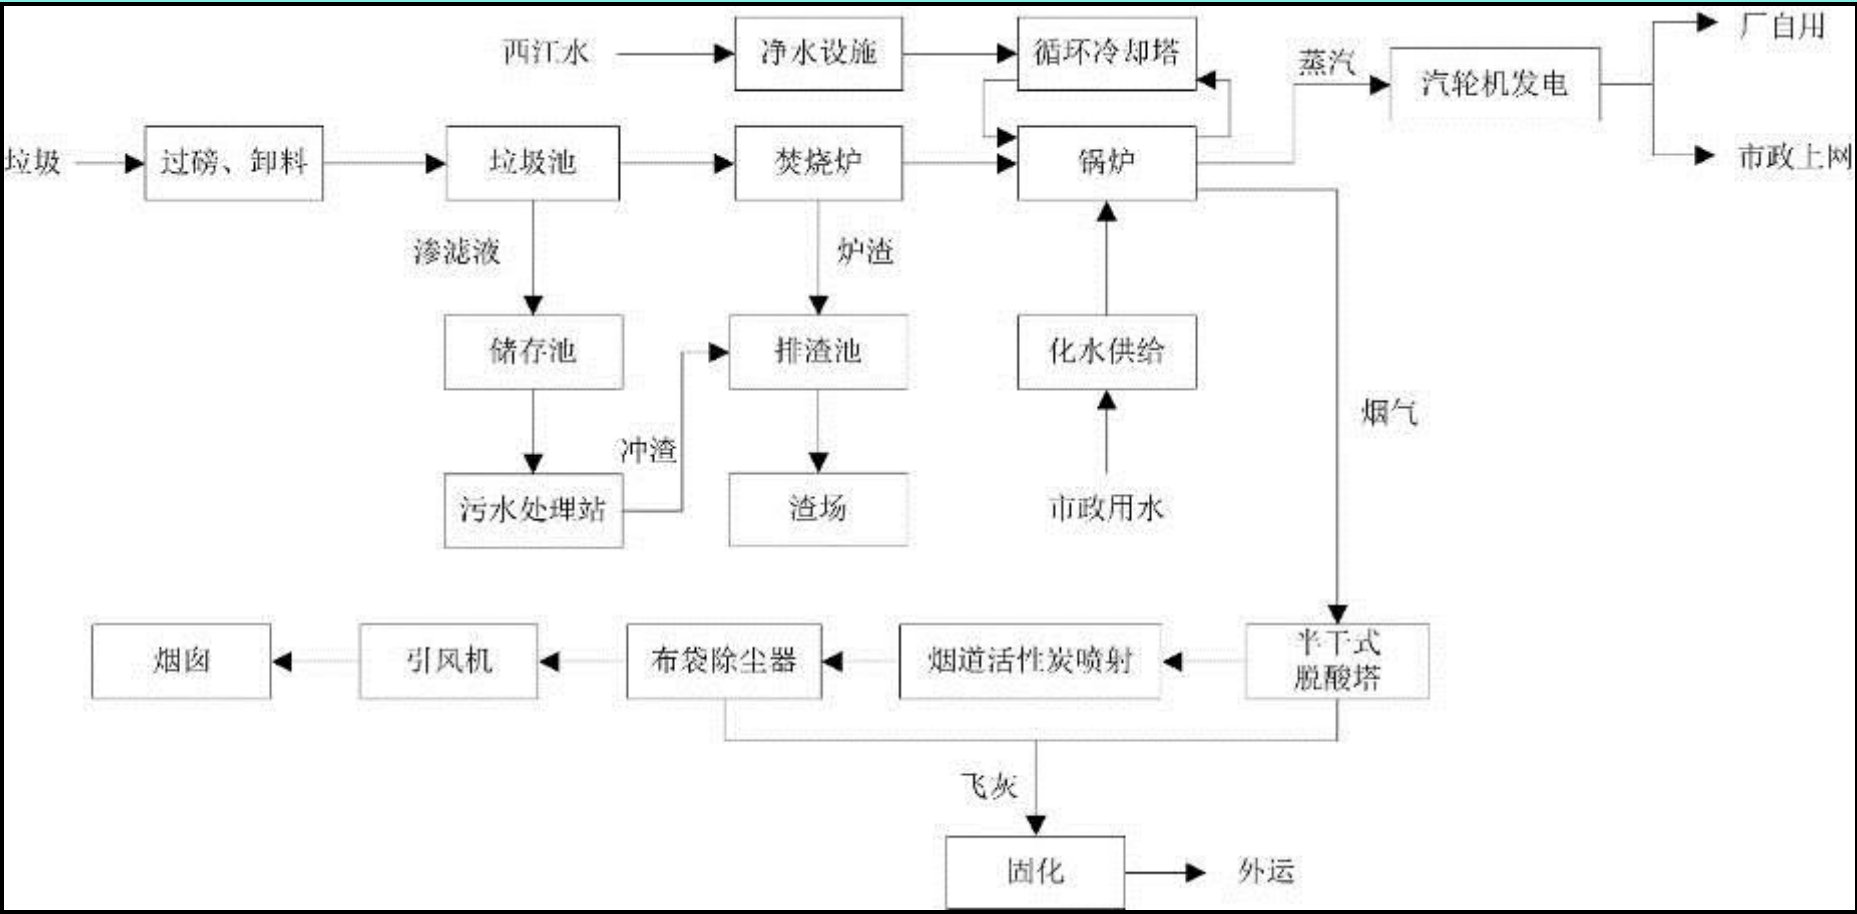 厂自用
西江水
净水设施
循环冷却塔
蒸汽
汽轮机发电
市政上网
垃圾
过磅、卸料
垃圾池
焚烧炉
锅炉
渗滤液
炉渣
储存池
排渣池
化水供给
烟气
冲渣
污水处理站
渣场
市政用水
烟囱
引风机
布袋除尘器
烟道活性炭喷射
半干式
脱酸塔
飞灰
固化
外运